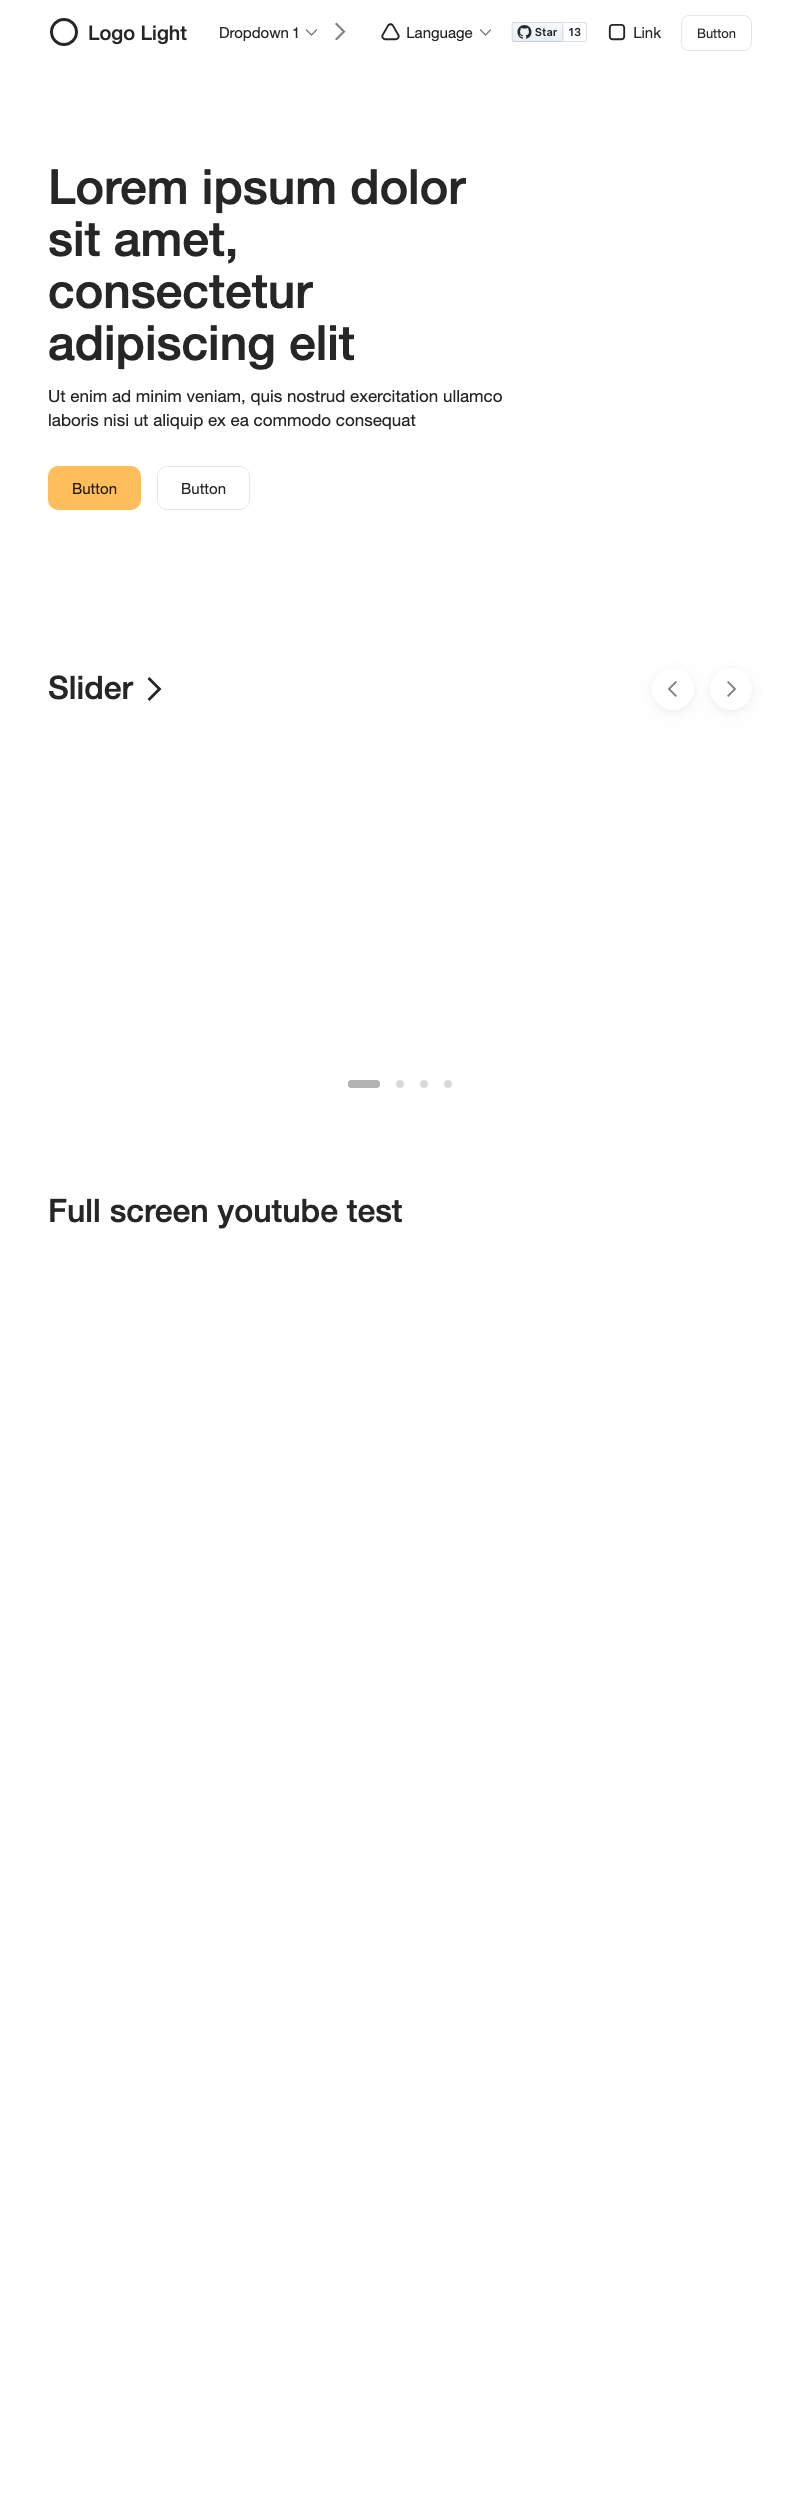 Logo Light Dropdown 1 Language Star 13 Link Button
Lorem ipsum dolor
sit amet,
consectetur
adipiscing elit
Ut enim ad minim veniam, quis nostrud exercitation ullamco
laboris nisi ut aliquip ex ea commodo consequat
Button Button
Slider
Full screen youtube test